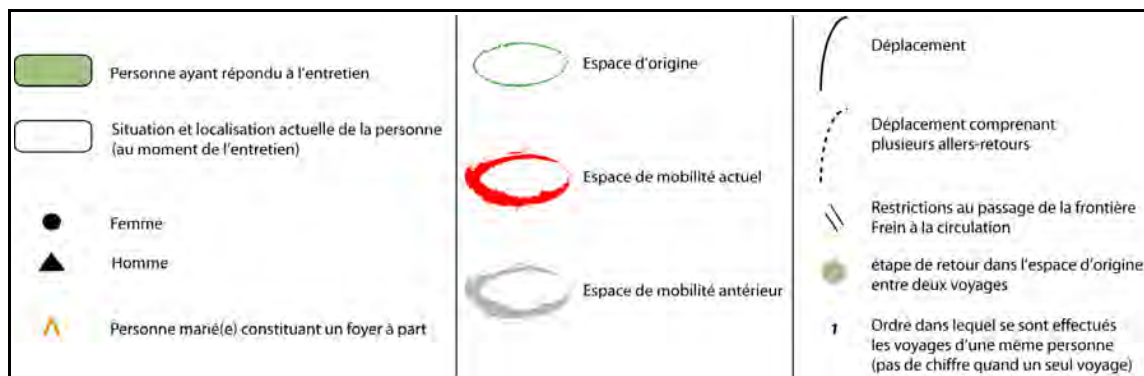 Personne ayant répondu à l'entretien
Situation et localisation actuelle de la personne
(au moment de l'entretien)
Femme
Homme
Personne marié(e) constituant un foyer à part
Espace d'origine
Espace de mobilité actuel
Espace de mobilité antérieur
Déplacement
Déplacement comprenant
plusieurs allers-retours
Restrictions au passage de la frontière
Frein à la circulation
étape de retour dans l'espace d'origine
entre deux voyages
1
Ordre dans lequel se sont effectués
les voyages d'une même personne
(pas de chiffre quand un seul voyage)